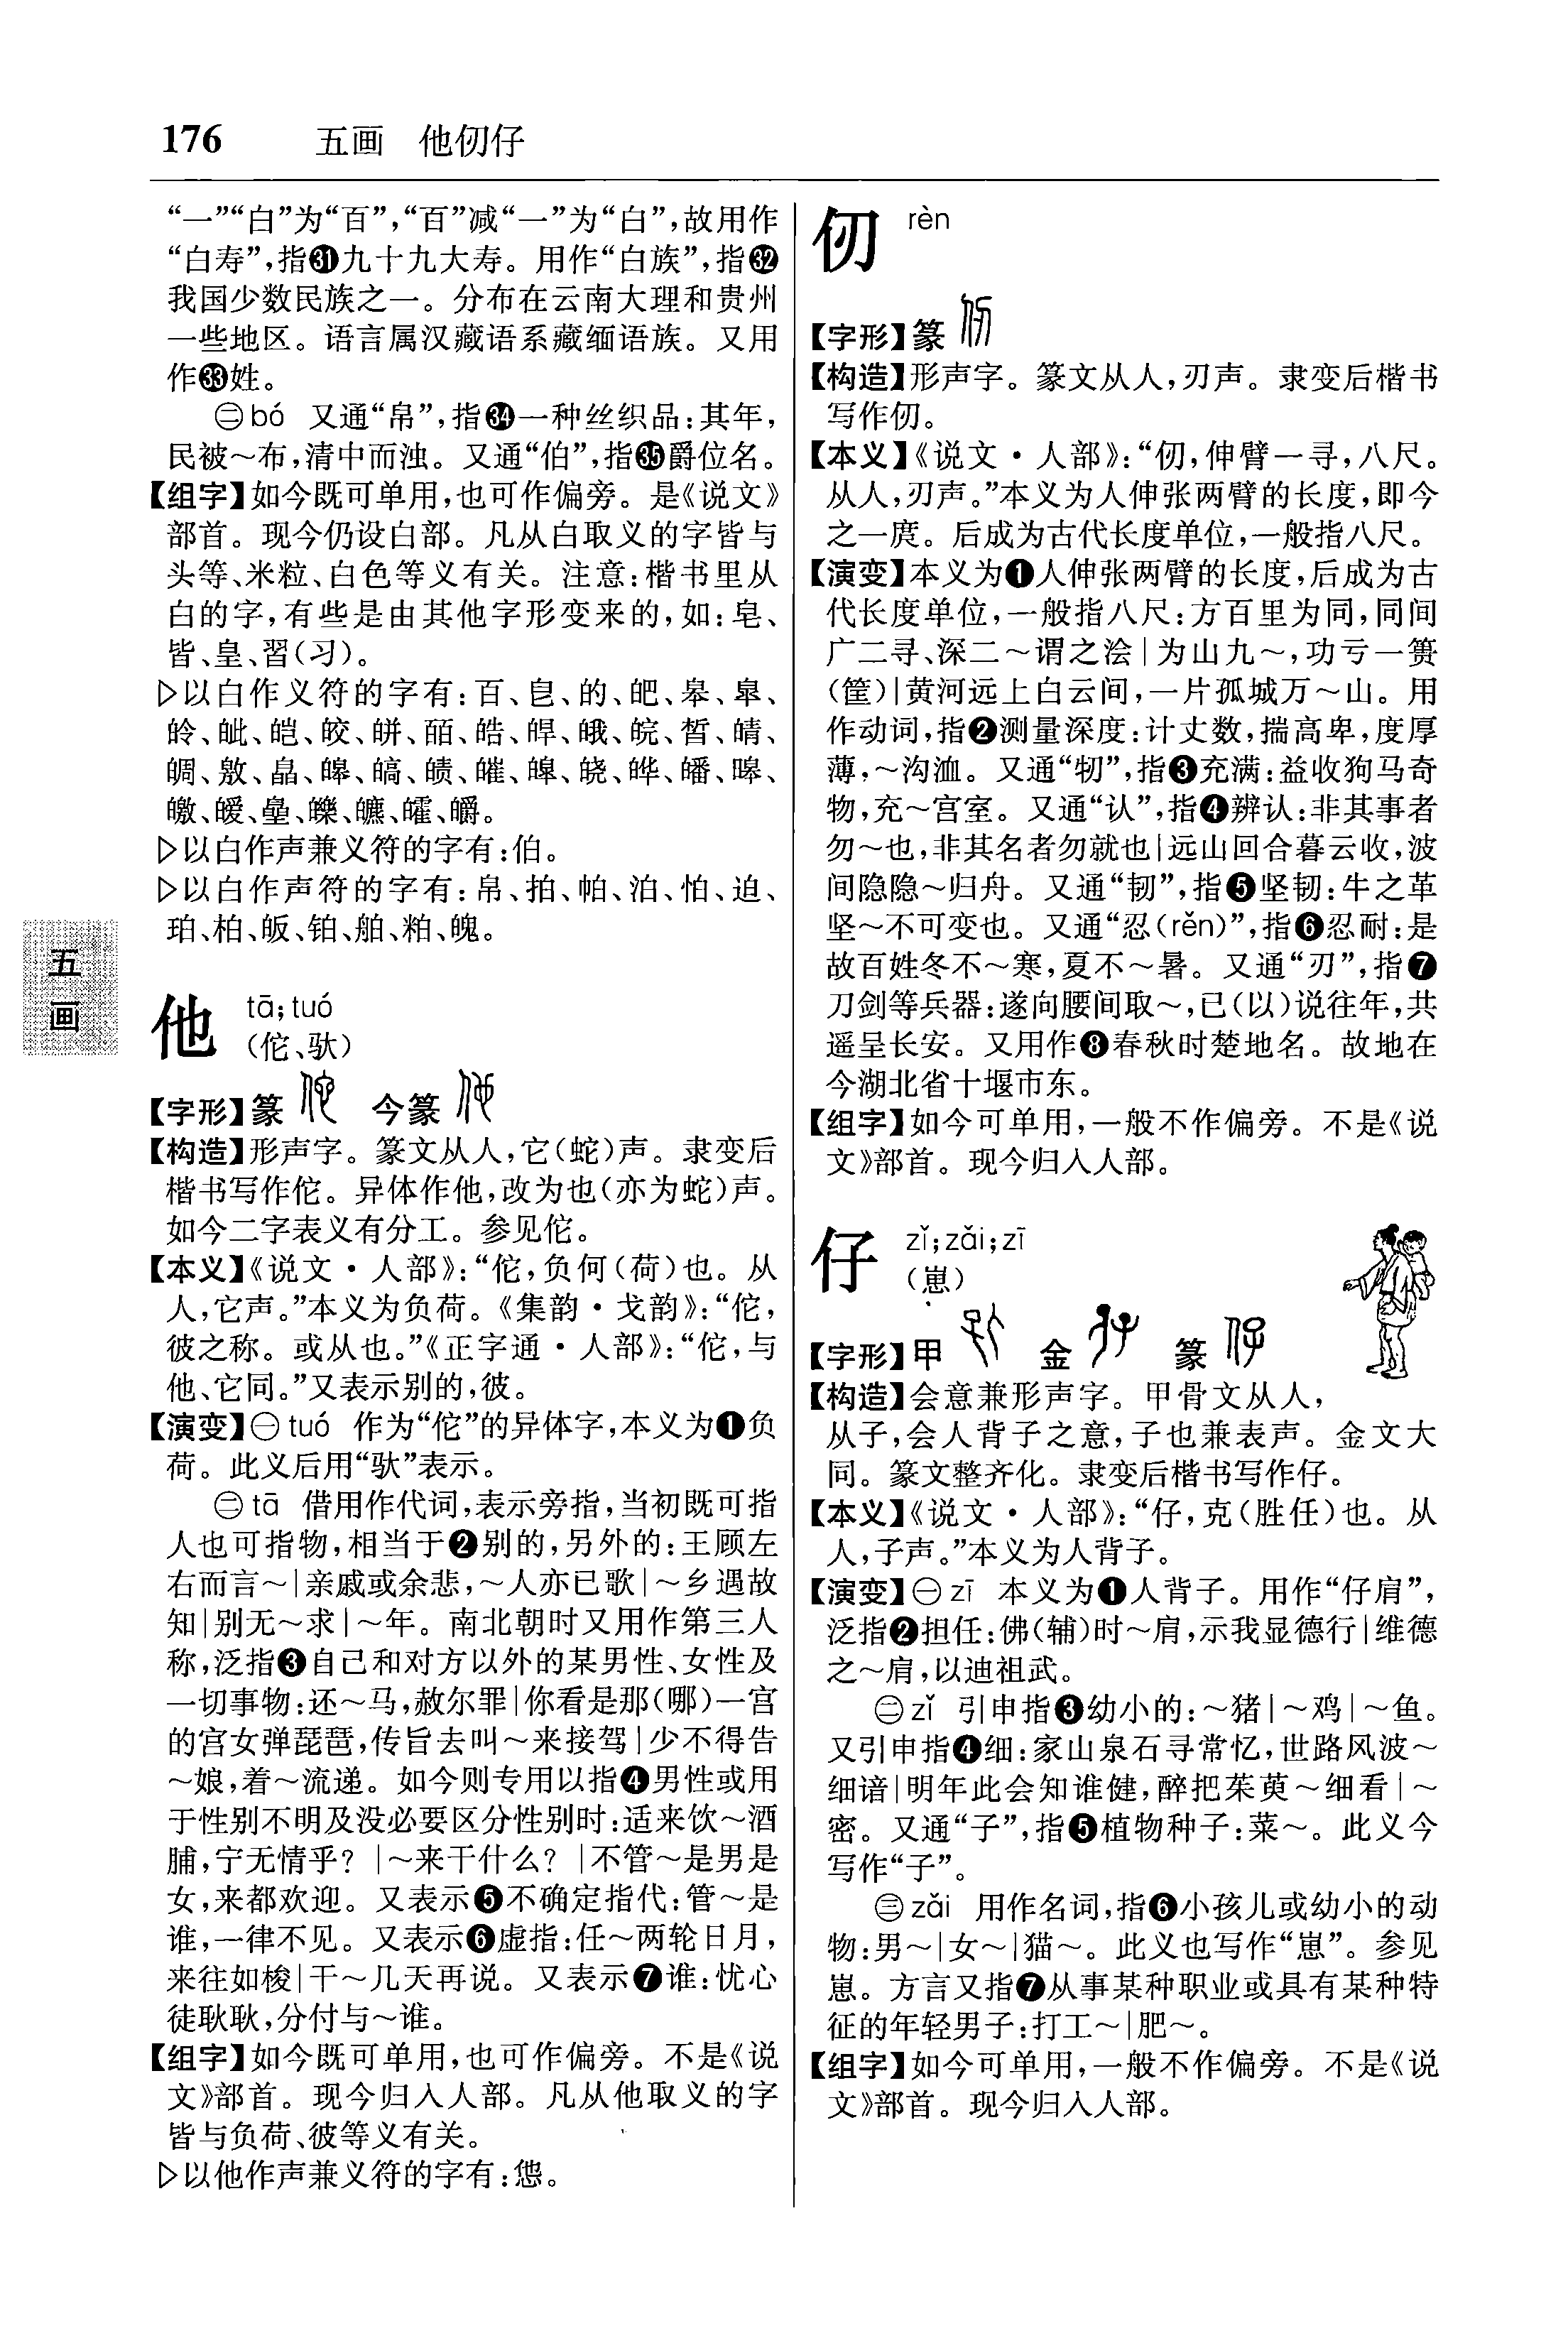 176 五画 他仞仔
“一”“白”为“百”,“百”减“一”为“白”,故用作
“白寿”,指㉛九十九大寿。用作“白族”,指㉜
我国少数民族之一。分布在云南大理和贵州
一些地区。语言属汉藏语系藏缅语族。又用
作㉝姓。
㊁bó 又通“帛”,指㉞一种丝织品:其年,
民被～布,清中而浊。又通“伯”,指㉟爵位名。
【组字】如今既可单用,也可作偏旁。是《说文》
部首。现今仍设白部。凡从白取义的字皆与
头等、米粒、白色等义有关。注意:楷书里从
白的字,有些是由其他字形变来的,如:皂、
皆、皇、習(习)。
▷以白作义符的字有:百、皀、的、皅、皋、臯、
皊、皉、皑、皎、皏、皕、皓、皔、皒、皖、皙、皘、
皗、敫、皛、皞、皜、皟、皠、皡、皢、皣、皤、
皦、皧、皨、皪、皫、皬、皭。
▷以白作声兼义符的字有:伯。
▷以白作声符的字有:帛、拍、帕、泊、怕、迫、
珀、柏、皈、铂、舶、粕、魄。
五
画
他 tā;tuó
(佗、驮)
【字形】篆 今篆
【构造】形声字。篆文从人,它(蛇)声。隶变后
楷书写作佗。异体作他,改为也(亦为蛇)声。
如今二字表义有分工。参见佗。
【本义】《说文·人部》:“佗,负何(荷)也。从
人,它声。”本义为负荷。《集韵·戈韵》:“佗,
彼之称。或从也。”《正字通·人部》:“佗,与
他、它同。”又表示别的,彼。
【演变】㊀tuó 作为“佗”的异体字,本义为❶负
荷。此义后用“驮”表示。
㊁tā 借用作代词,表示旁指,当初既可指
人也可指物,相当于❷别的,另外的:王顾左
右而言～|亲戚或余悲,～人亦已歌|～乡遇故
知|别无～求|～年。南北朝时又用作第三人
称,泛指❸自己和对方以外的某男性、女性及
一切事物:还～马,赦尔罪|你看是那(哪)一宫
的宫女弹琵琶,传旨去叫～来接驾|少不得告
～娘,着～流递。如今则专用以指❹男性或用
于性别不明及没必要区分性别时:适来饮～酒
脯,宁无情乎?|～来干什么?|不管～是男是
女,来都欢迎。又表示❺不确定指代:管～是
谁,一律不见。又表示❻虚指:任～两轮日月,
来往如梭|干～几天再说。又表示❼谁:忧心
徒耿耿,分付与～谁。
【组字】如今既可单用,也可作偏旁。不是《说
文》部首。现今归入人部。凡从他取义的字
皆与负荷、彼等义有关。
▷以他作声兼义符的字有:怹。
仞 rèn
【字形】篆
【构造】形声字。篆文从人,刃声。隶变后楷书
写作仞。
【本义】《说文·人部》:“仞,伸臂一寻,八尺。
从人,刃声。”本义为人伸张两臂的长度,即今
之一庹。后成为古代长度单位,一般指八尺。
【演变】本义为❶人伸张两臂的长度,后成为古
代长度单位,一般指八尺:方百里为同,同间
广二寻、深二～谓之浍|为山九～,功亏一篑
(筐)|黄河远上白云间,一片孤城万～山。用
作动词,指❷测量深度:计丈数,揣高卑,度厚
薄,～沟洫。又通“牣”,指❸充满:益收狗马奇
物,充～宫室。又通“认”,指❹辨认:非其事者
勿～也,非其名者勿就也|远山回合暮云收,波
间隐隐～归舟。又通“韧”,指❺坚韧:牛之革
坚～不可变也。又通“忍(rěn)”,指❻忍耐:是
故百姓冬不～寒,夏不～暑。又通“刃”,指❼
刀剑等兵器:遂向腰间取～,已(以)说往年,共
遥呈长安。又用作❽春秋时楚地名。故地在
今湖北省十堰市东。
【组字】如今可单用,一般不作偏旁。不是《说
文》部首。现今归入人部。
仔 zǐ;zǎi;zī
(崽)
【字形】甲 金 篆
【构造】会意兼形声字。甲骨文从人,
从子,会人背子之意,子也兼表声。金文大
同。篆文整齐化。隶变后楷书写作仔。
【本义】《说文·人部》:“仔,克(胜任)也。从
人,子声。”本义为人背子。
【演变】㊀zī 本义为❶人背子。用作“仔肩”,
泛指❷担任:佛(辅)时～肩,示我显德行|维德
之～肩,以迪祖武。
㊁zǐ 引申指❸幼小的:～猪|～鸡|～鱼。
又引申指❹细:家山泉石寻常忆,世路风波～
细谙|明年此会知谁健,醉把茱萸～细看|～
密。又通“子”,指❺植物种子:菜～。此义今
写作“子”。
㊂zǎi 用作名词,指❻小孩儿或幼小的动
物:男～|女～|猫～。此义也写作“崽”。参见
崽。方言又指❼从事某种职业或具有某种特
征的年轻男子:打工～|肥～。
【组字】如今可单用,一般不作偏旁。不是《说
文》部首。现今归入人部。